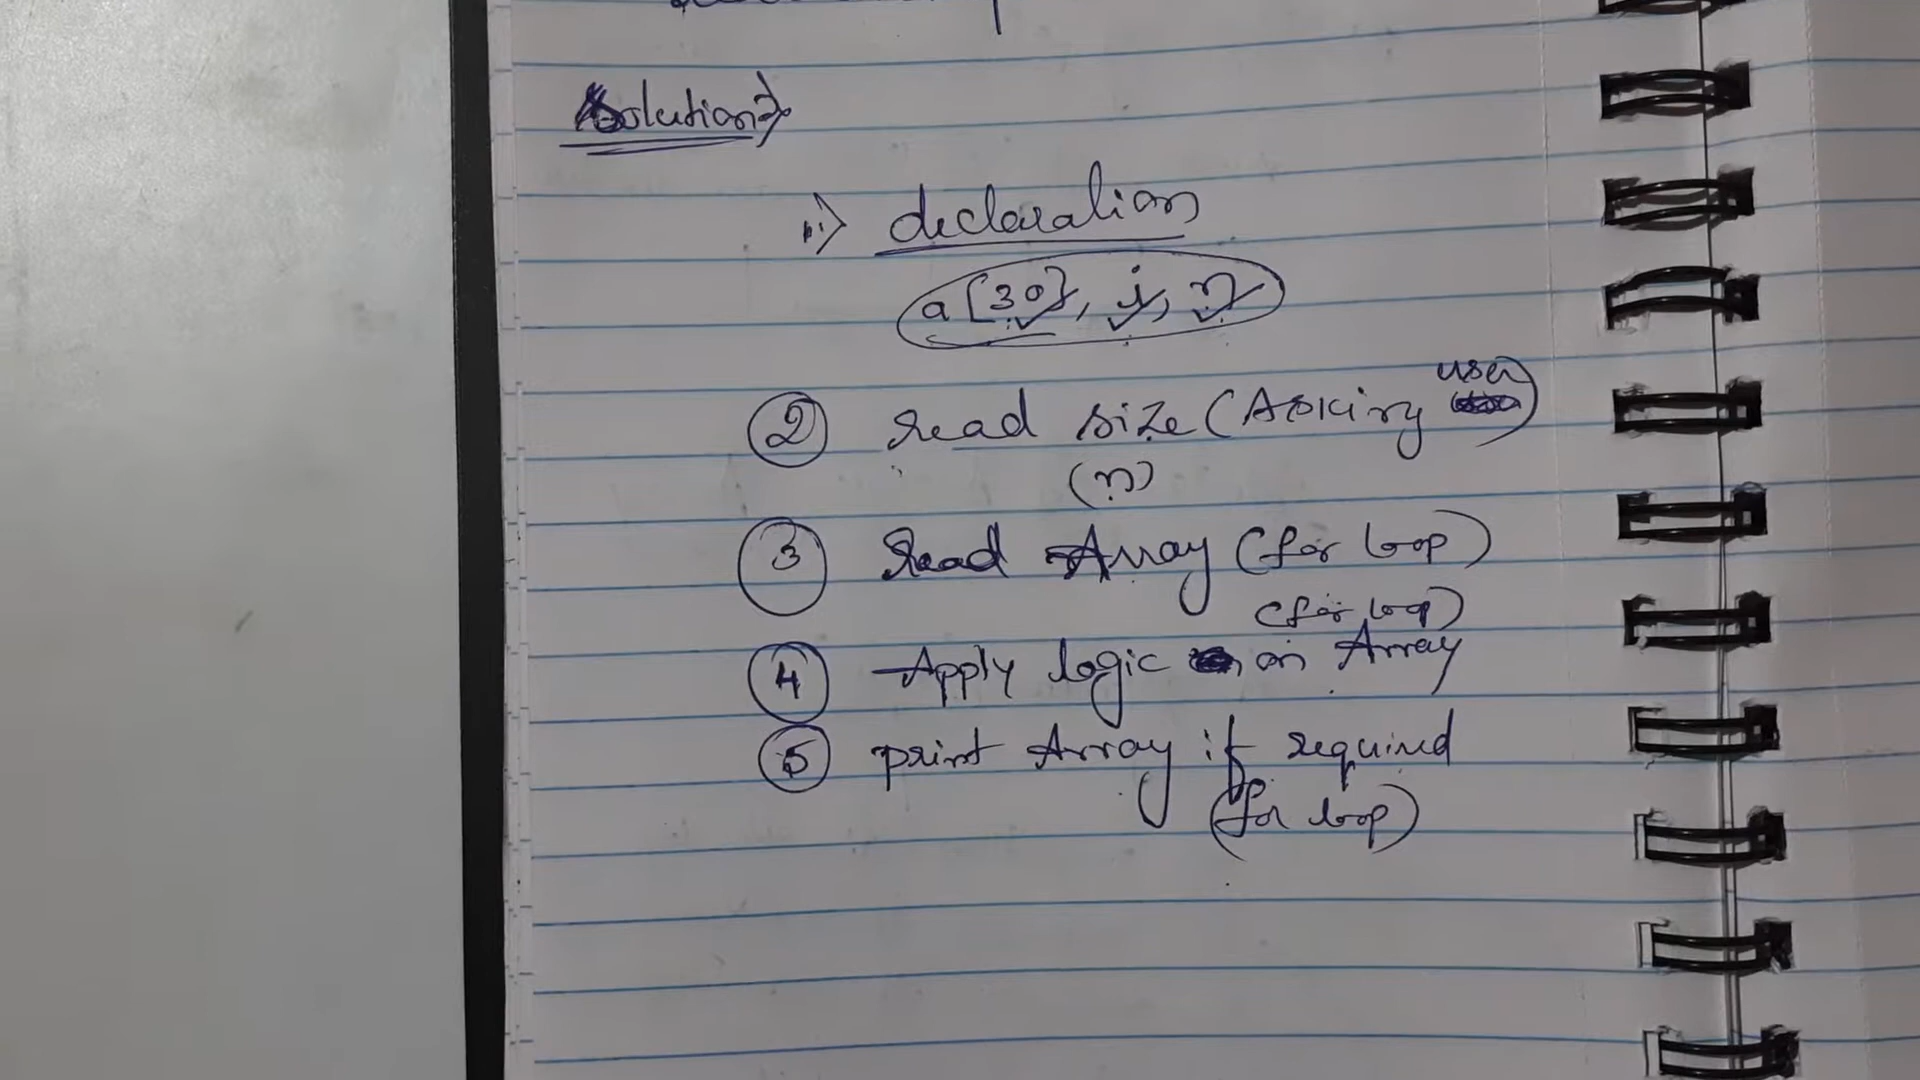 Solution⇒
1) declaration
a[30], i, n
2 Read size (Asking user)
(n)
3 Read Array (for loop)
(for loop)
4 Apply logic on Array
5 print Array if required
(for loop)